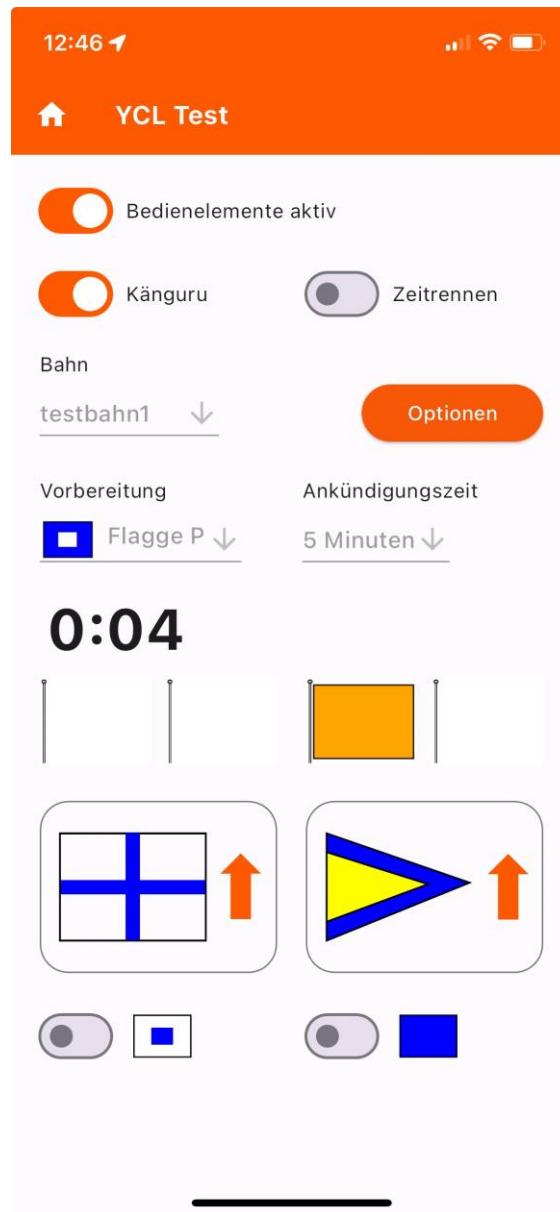 12:46
YCL Test
Bedienelemente aktiv
Känguru
Zeitrennen
Bahn
testbahn1
Optionen
Vorbereitung
Ankündigungszeit
Flagge P
5 Minuten
0:04